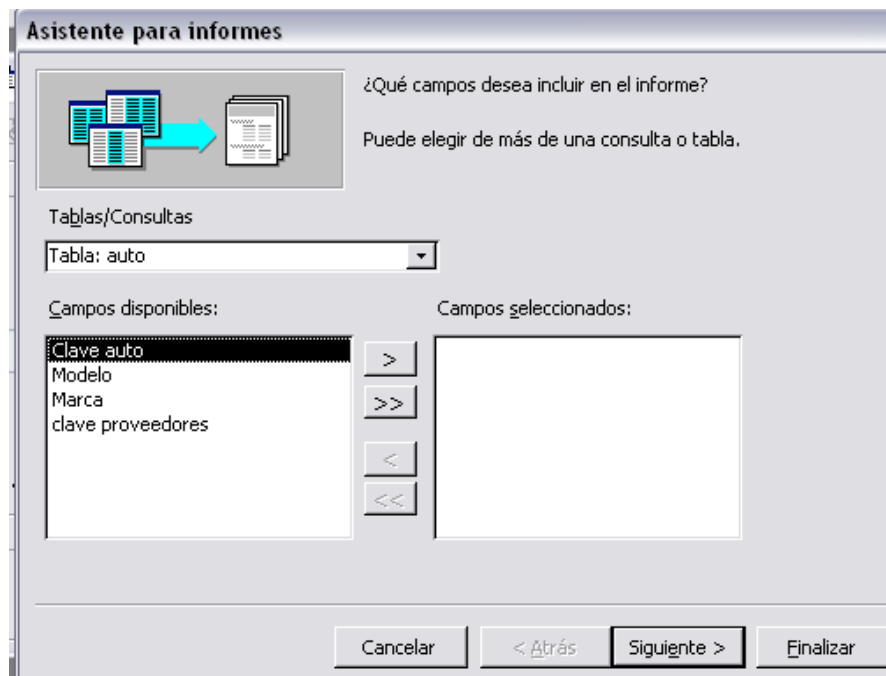 Asistente para informes
¿Qué campos desea incluir en el informe?
Puede elegir de más de una consulta o tabla.
Tablas/Consultas
Tabla: auto
Campos disponibles:
Campos seleccionados:
Clave auto
Modelo
Marca
clave proveedores
>
>>
<
<<
Cancelar
< Atrás
Siguiente >
Finalizar